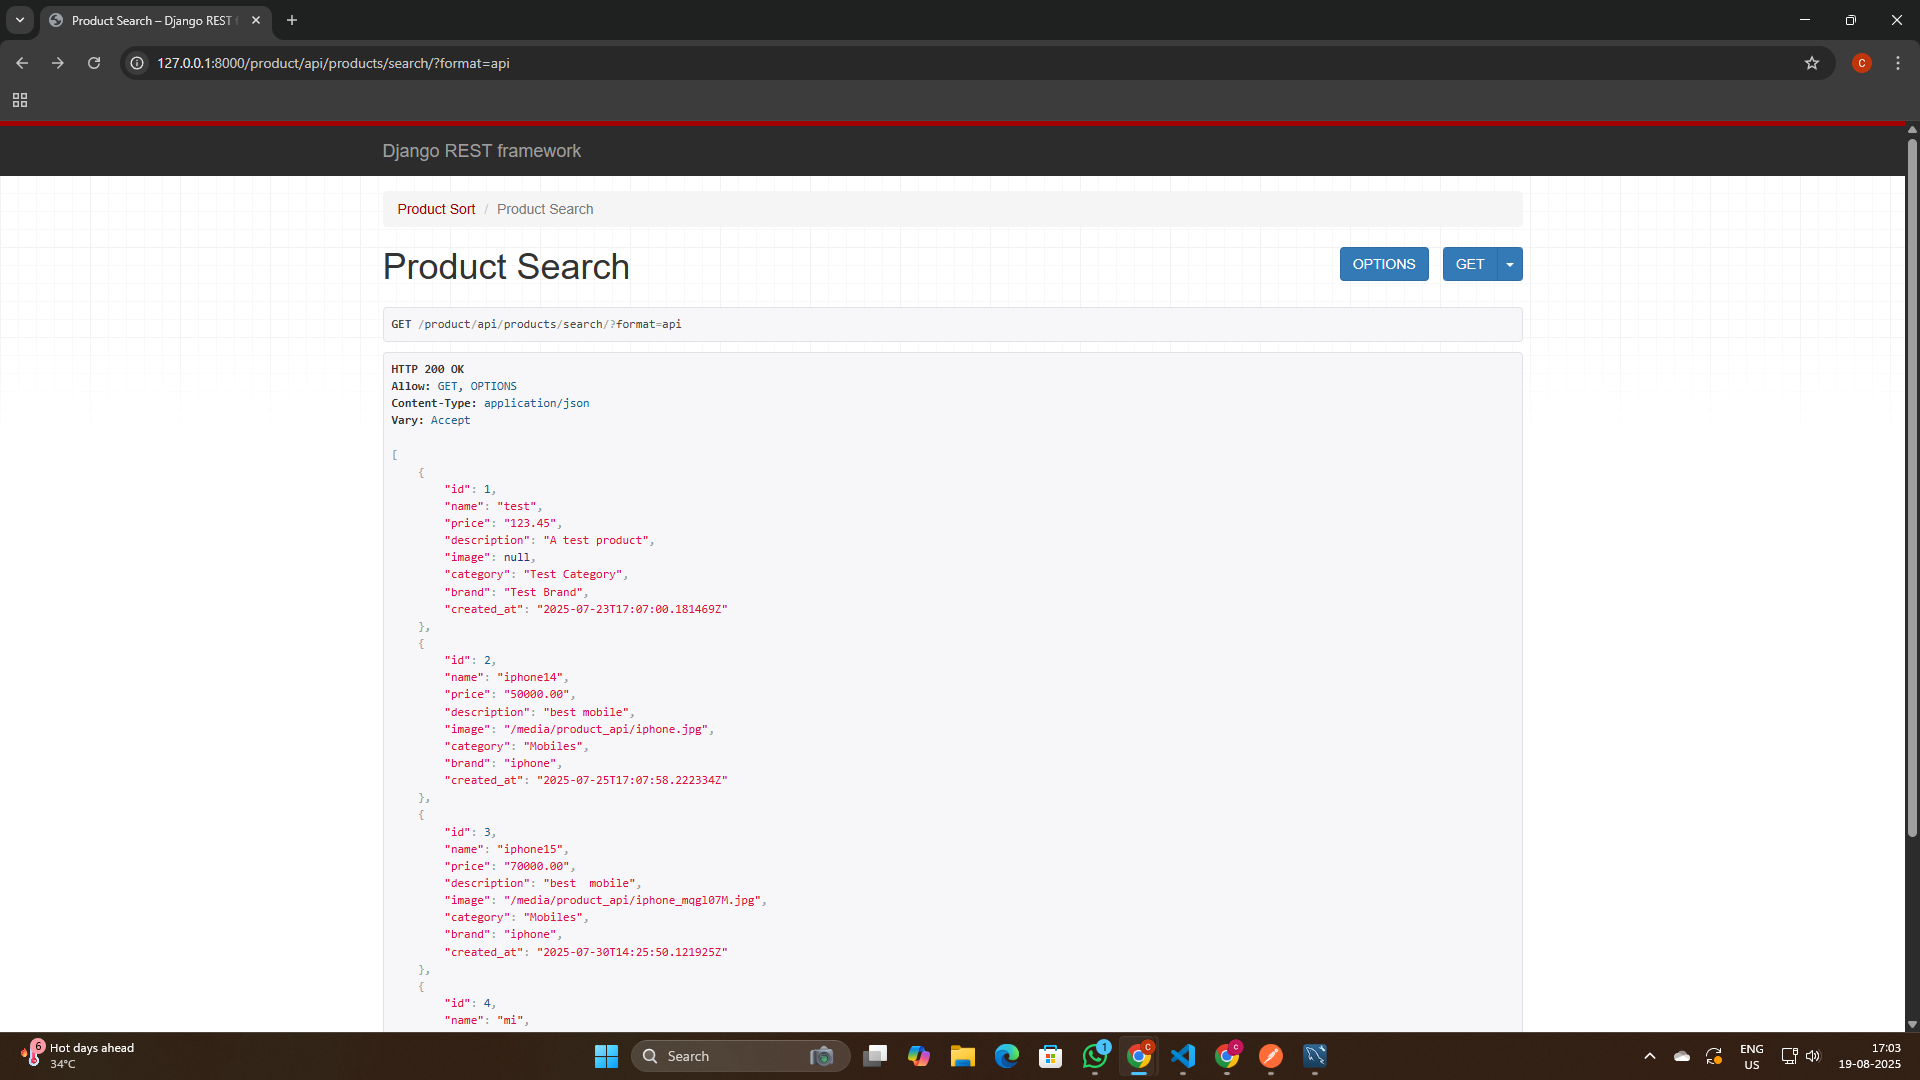 Product Search – Django REST f
127.0.0.1:8000/product/api/products/search/?format=api
C
Django REST framework
Product Sort / Product Search
Product Search
OPTIONS
GET
GET /product/api/products/search/?format=api
HTTP 200 OK
Allow: GET, OPTIONS
Content-Type: application/json
Vary: Accept
[
{
"id": 1,
"name": "test",
"price": "123.45",
"description": "A test product",
"image": null,
"category": "Test Category",
"brand": "Test Brand",
"created_at": "2025-07-23T17:07:00.181469Z"
},
{
"id": 2,
"name": "iphone14",
"price": "50000.00",
"description": "best mobile",
"image": "/media/product_api/iphone.jpg",
"category": "Mobiles",
"brand": "iphone",
"created_at": "2025-07-25T17:07:58.222334Z"
},
{
"id": 3,
"name": "iphone15",
"price": "70000.00",
"description": "best  mobile",
"image": "/media/product_api/iphone_mqgl07M.jpg",
"category": "Mobiles",
"brand": "iphone",
"created_at": "2025-07-30T14:25:50.121925Z"
},
{
"id": 4,
"name": "mi",
6
Hot days ahead
34°C
Search
1
C
C
ENG
US
17:03
19-08-2025